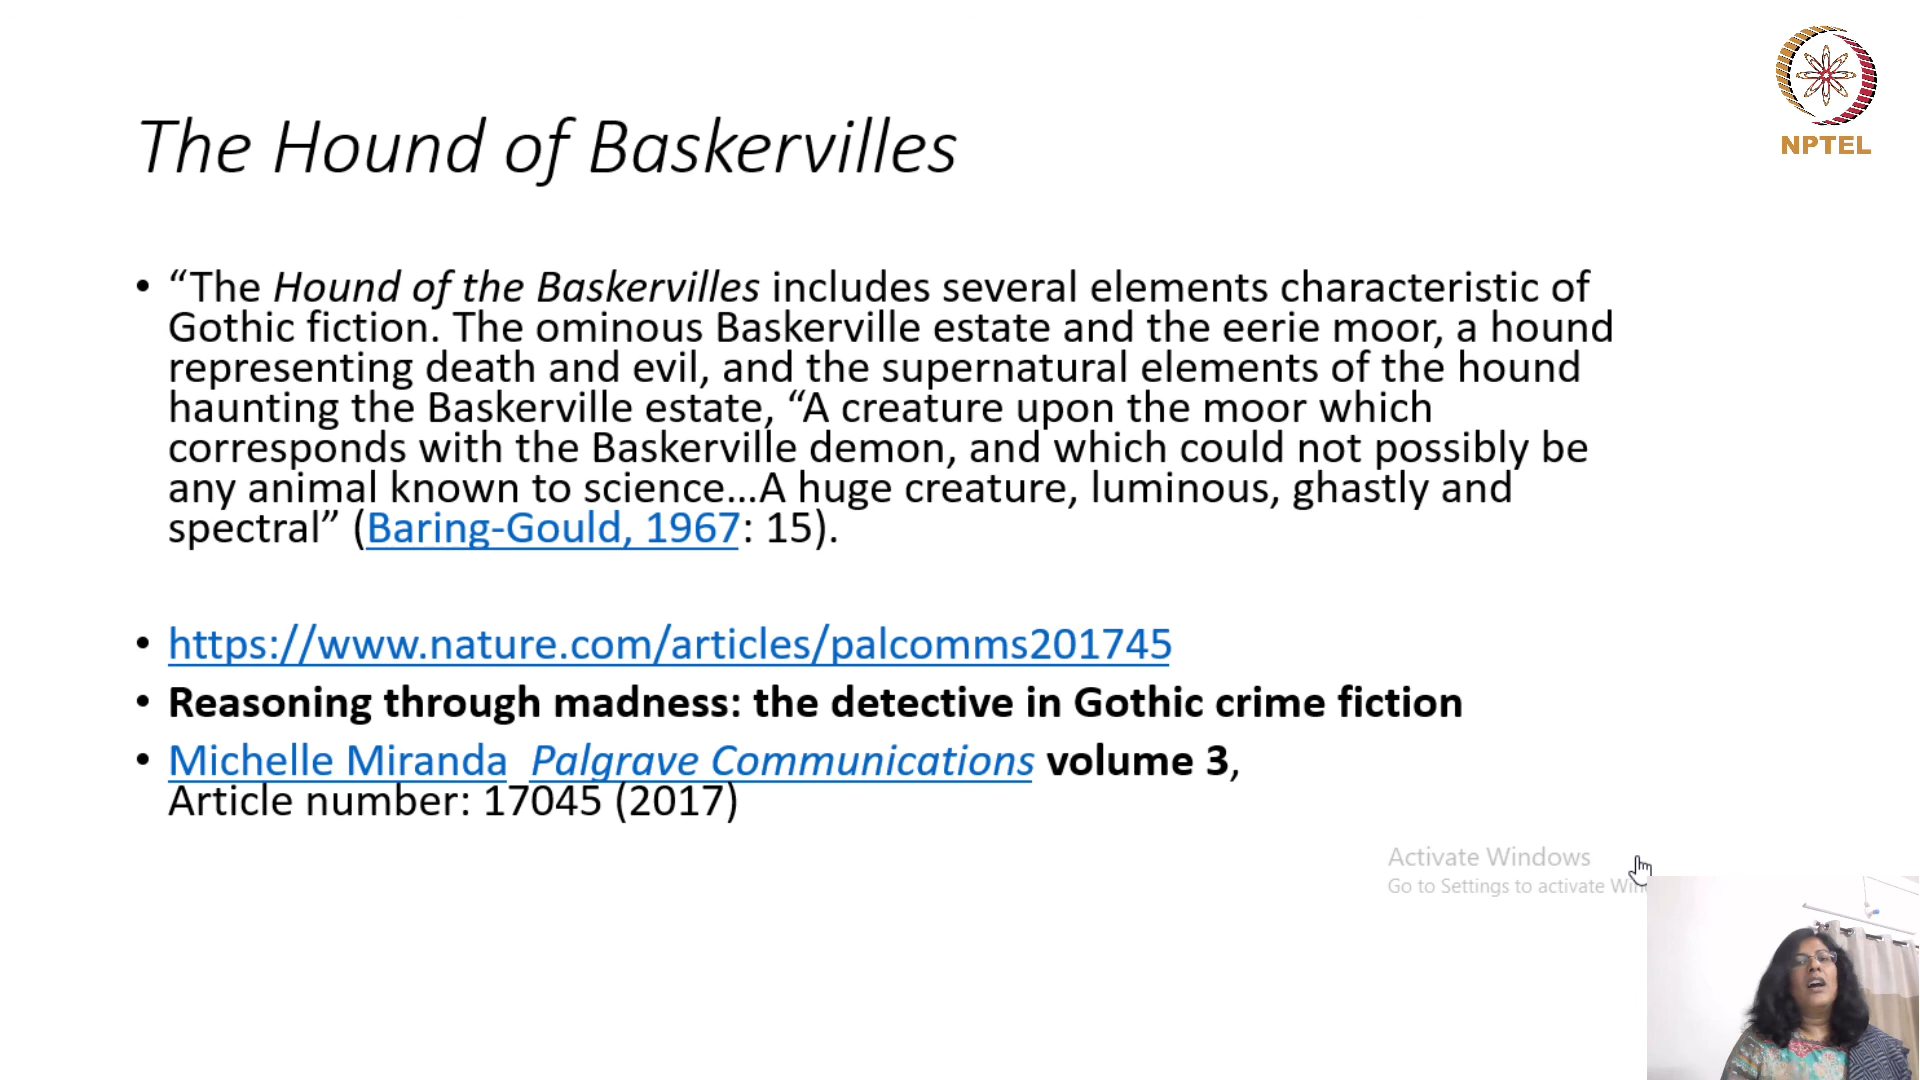 NPTEL
The Hound of Baskervilles
• “The Hound of the Baskervilles includes several elements characteristic of
Gothic fiction. The ominous Baskerville estate and the eerie moor, a hound
representing death and evil, and the supernatural elements of the hound
haunting the Baskerville estate, “A creature upon the moor which
corresponds with the Baskerville demon, and which could not possibly be
any animal known to science…A huge creature, luminous, ghastly and
spectral” (Baring-Gould, 1967: 15).
• https://www.nature.com/articles/palcomms201745
• Reasoning through madness: the detective in Gothic crime fiction
• Michelle Miranda Palgrave Communications volume 3,
Article number: 17045 (2017)
Activate Windows
Go to Settings to activate Win